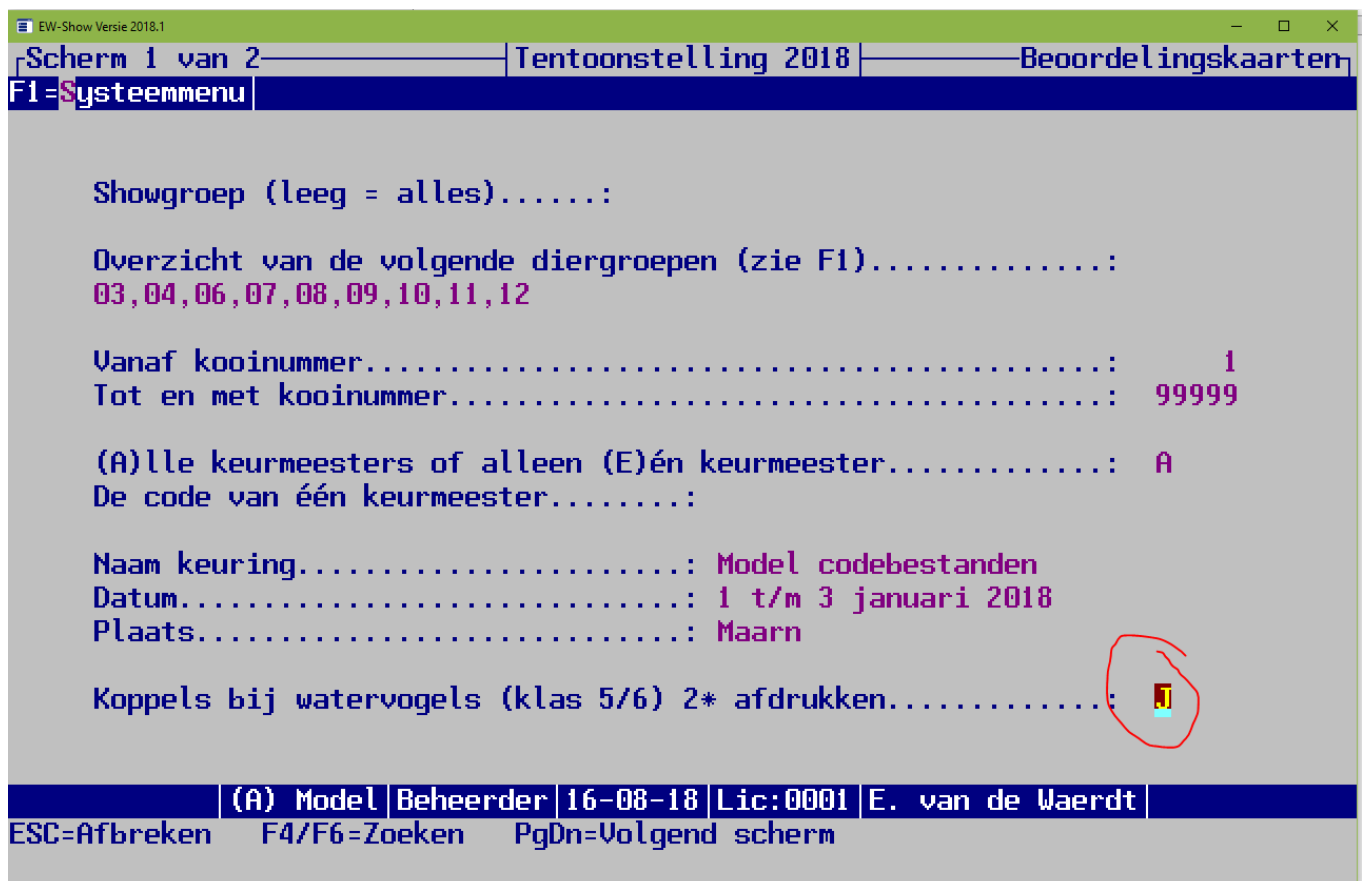 EW-Show Versie 2018.1
Scherm 1 van 2 Tentoonstelling 2018 Beoordelingskaarten
F1=Systeemmenu
Showgroep (leeg = alles)......:
Overzicht van de volgende diergroepen (zie F1)..............:
03,04,06,07,08,09,10,11,12
Vanaf kooinummer............................................: 1
Tot en met kooinummer.......................................: 99999
(A)lle keurmeesters of alleen (E)én keurmeester.............: A
De code van één keurmeester........:
Naam keuring.......................: Model codebestanden
Datum..............................: 1 t/m 3 januari 2018
Plaats.............................: Maarn
Koppels bij watervogels (klas 5/6) 2* afdrukken.............: J
(A) Model|Beheerder|16-08-18|Lic:0001|E. van de Waerdt
ESC=Afbreken F4/F6=Zoeken PgDn=Volgend scherm